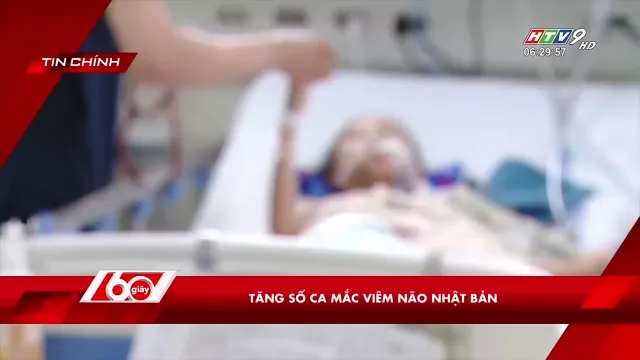 HTV9 HD
06:29:57
TIN CHÍNH
60 giây
TĂNG SỐ CA MẮC VIÊM NÃO NHẬT BẢN